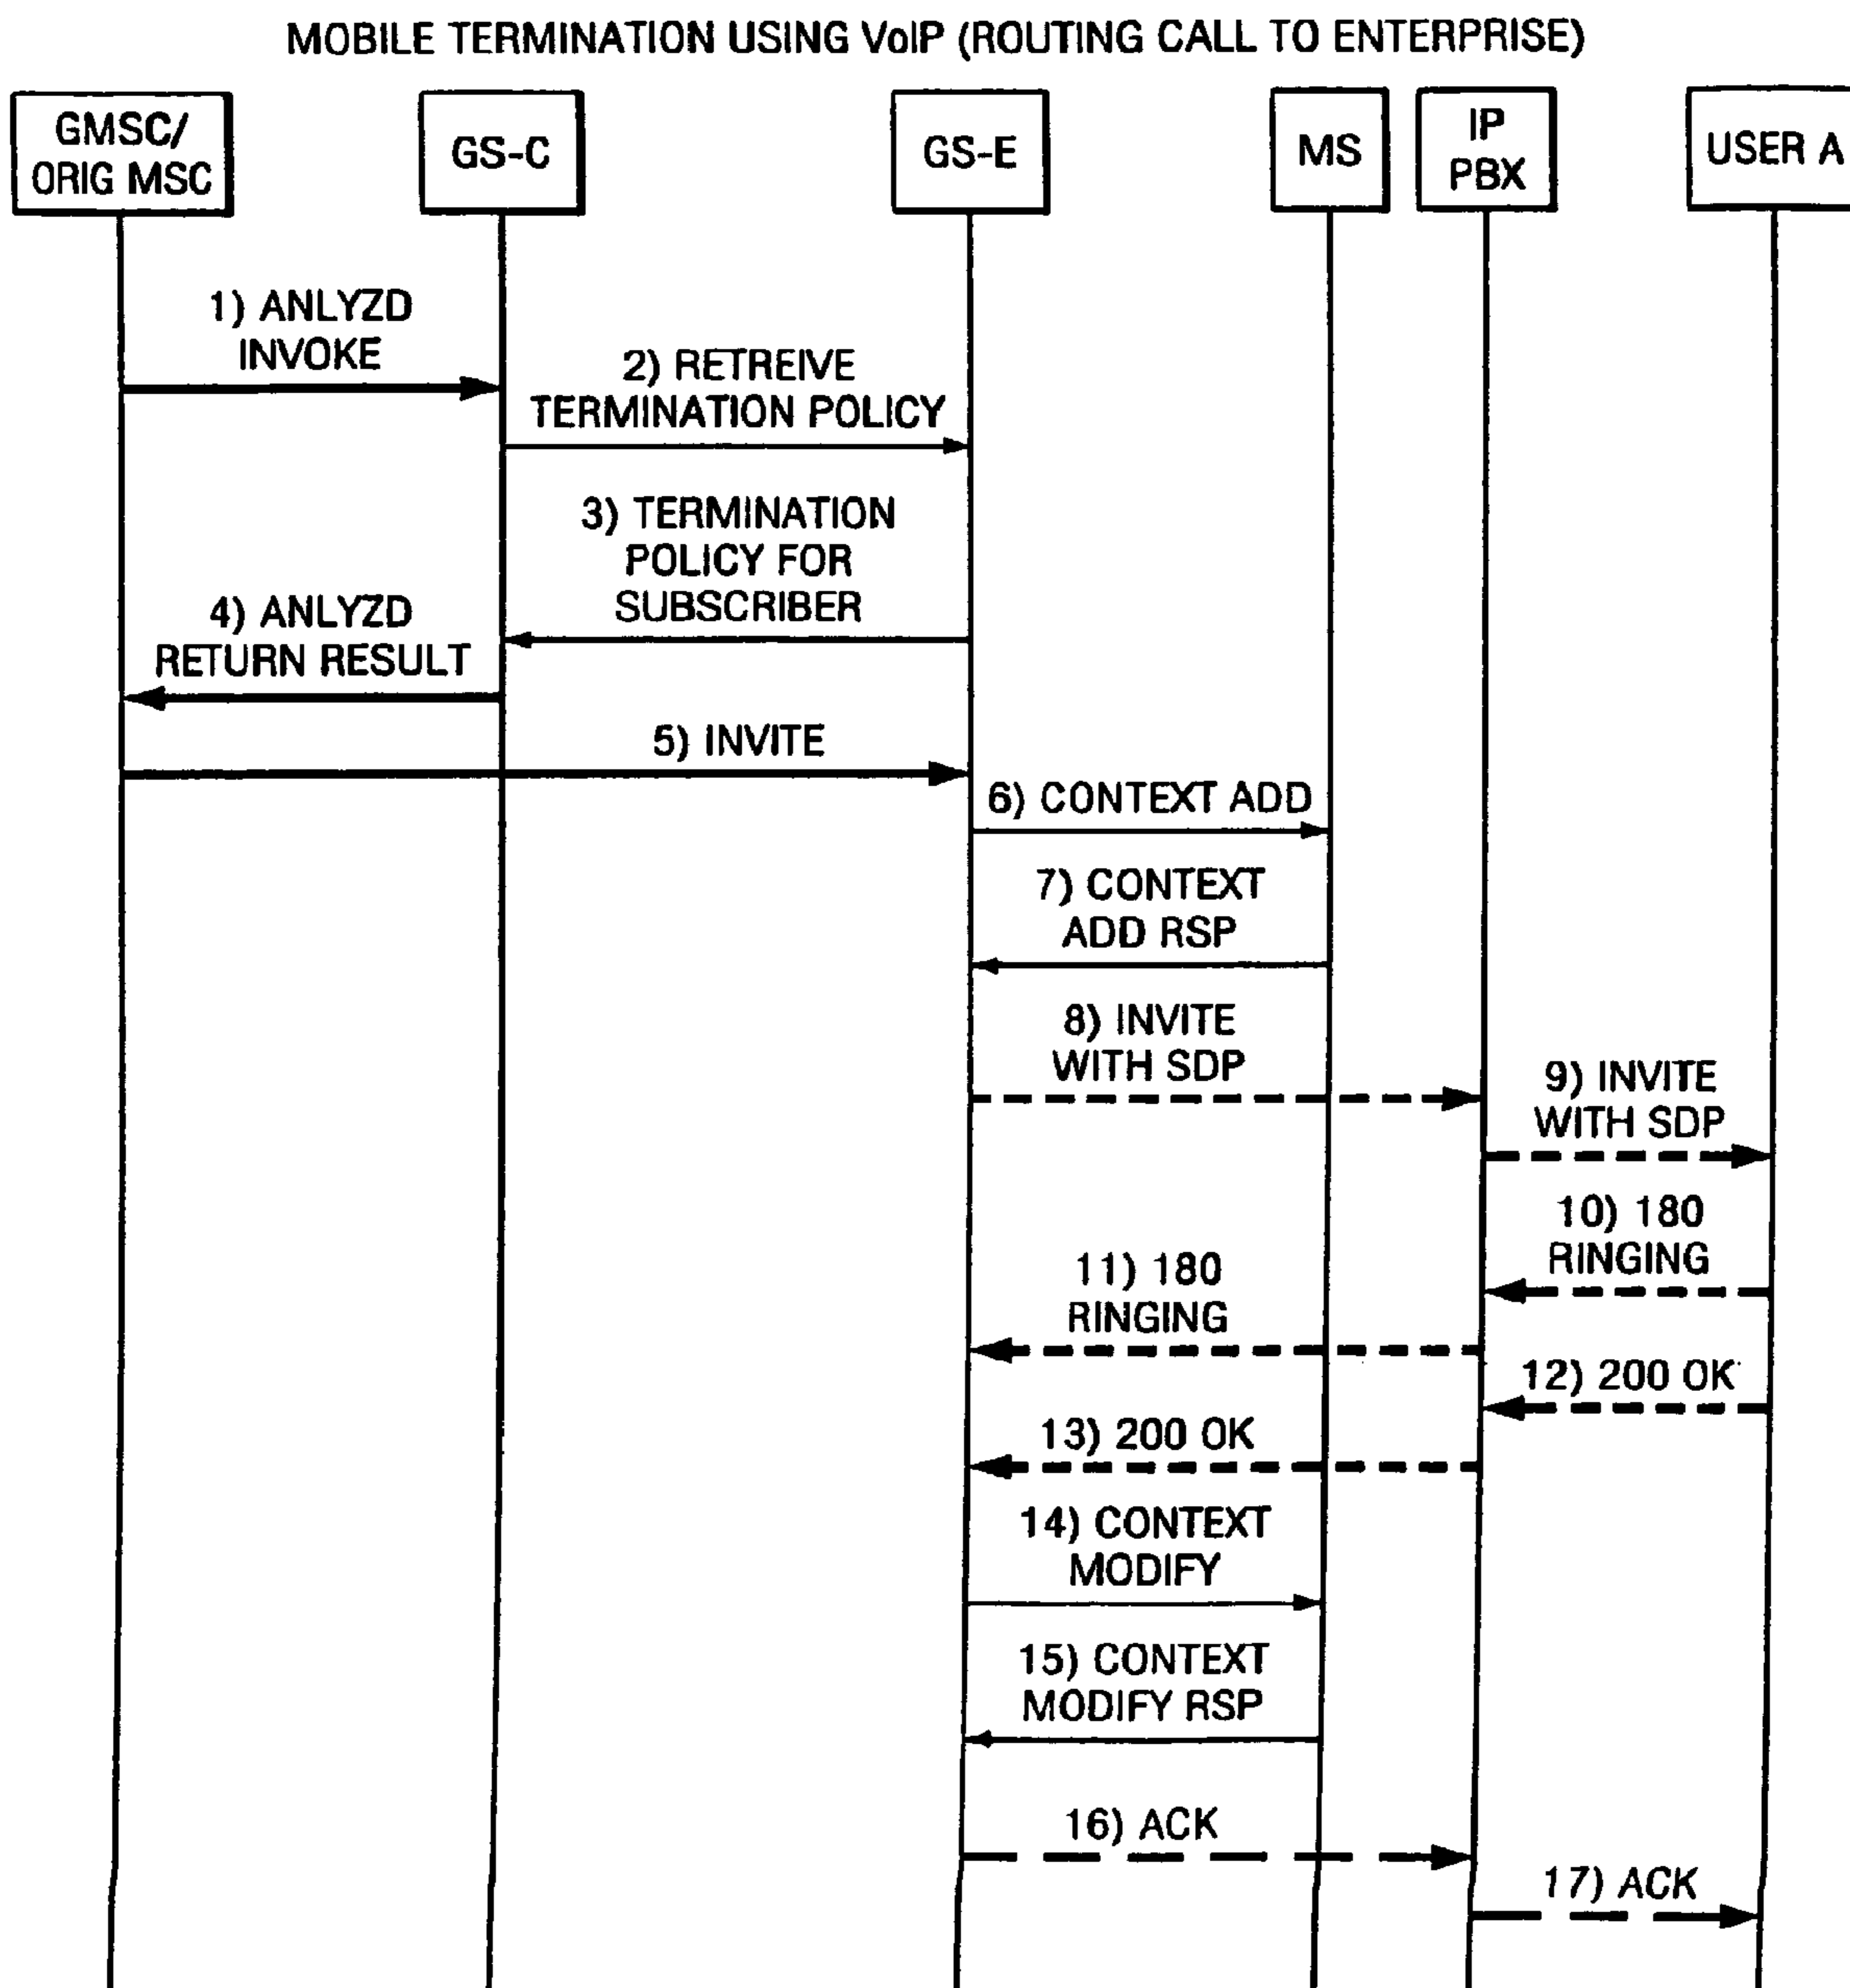 MOBILE TERMINATION USING VoIP (ROUTING CALL TO ENTERPRISE)
GMSC/
ORIG MSC
GS-C
GS-E
MS
IP
PBX
USER A
1) ANLYZD
INVOKE
2) RETREIVE
TERMINATION POLICY
3) TERMINATION
POLICY FOR
SUBSCRIBER
4) ANLYZD
RETURN RESULT
5) INVITE
6) CONTEXT ADD
7) CONTEXT
ADD RSP
8) INVITE
WITH SDP
9) INVITE
WITH SDP
10) 180
RINGING
11) 180
RINGING
12) 200 OK
13) 200 OK
14) CONTEXT
MODIFY
15) CONTEXT
MODIFY RSP
16) ACK
17) ACK